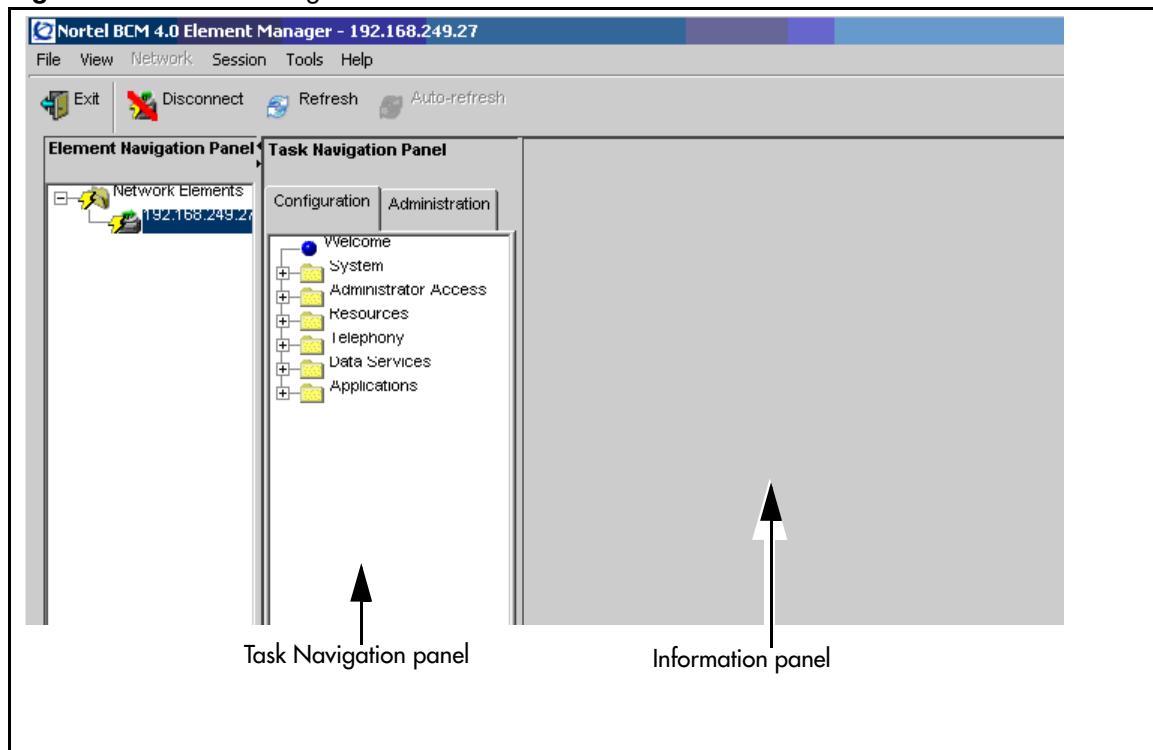 Nortel BCM 4.0 Element Manager - 192.168.249.27
File View Network Session Tools Help
Exit Disconnect Refresh Auto-refresh
Element Navigation Panel Task Navigation Panel
Network Elements
192.168.249.27
Configuration Administration
Welcome
System
Administrator Access
Resources
Telephony
Data Services
Applications
Task Navigation panel Information panel